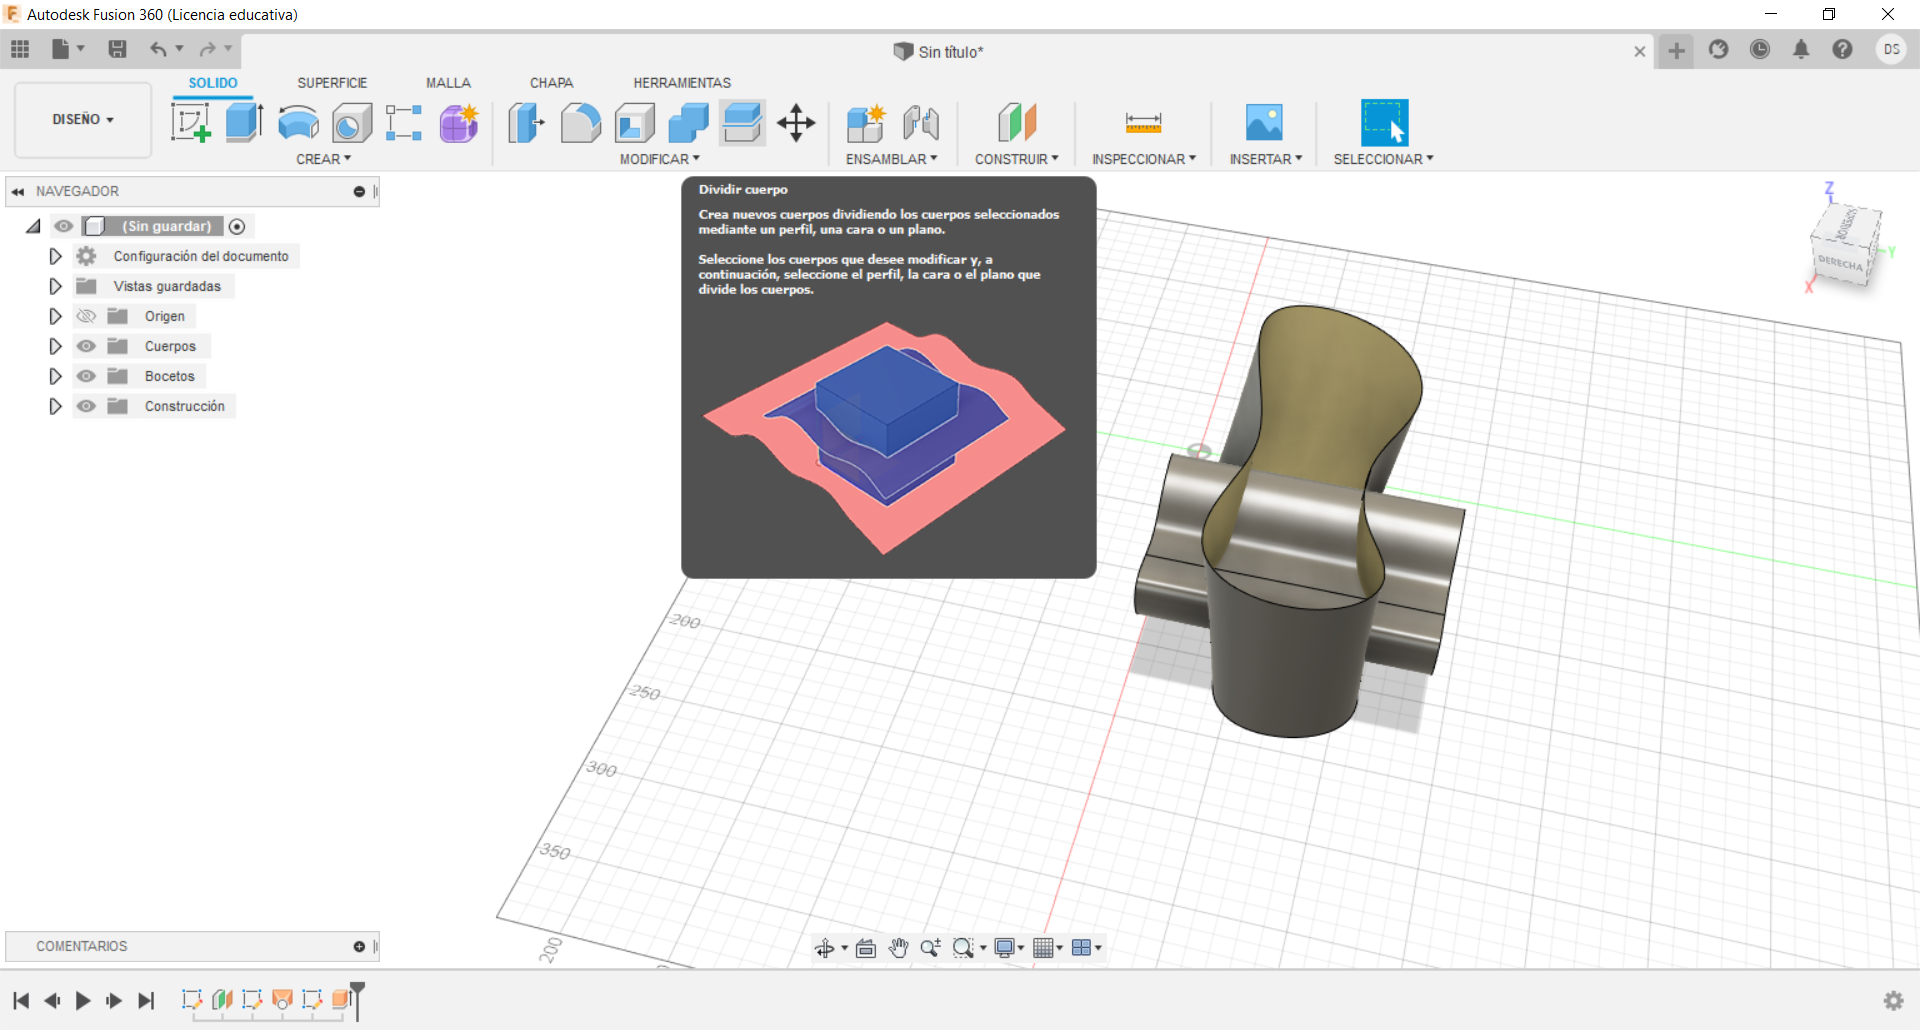 Autodesk Fusion 360 (Licencia educativa)
Sin título*
DS
SOLIDO
SUPERFICIE
MALLA
CHAPA
HERRAMIENTAS
DISEÑO
CREAR
MODIFICAR
ENSAMBLAR
CONSTRUIR
INSPECCIONAR
INSERTAR
SELECCIONAR
NAVEGADOR
(Sin guardar)
Configuración del documento
Vistas guardadas
Origen
Cuerpos
Bocetos
Construcción
Dividir cuerpo
Crea nuevos cuerpos dividiendo los cuerpos seleccionados
mediante un perfil, una cara o un plano.
Seleccione los cuerpos que desee modificar y, a
continuación, seleccione el perfil, la cara o el plano que
divide los cuerpos.
Z
SUPERIOR
Y
DERECHA
X
200
250
300
350
200
COMENTARIOS